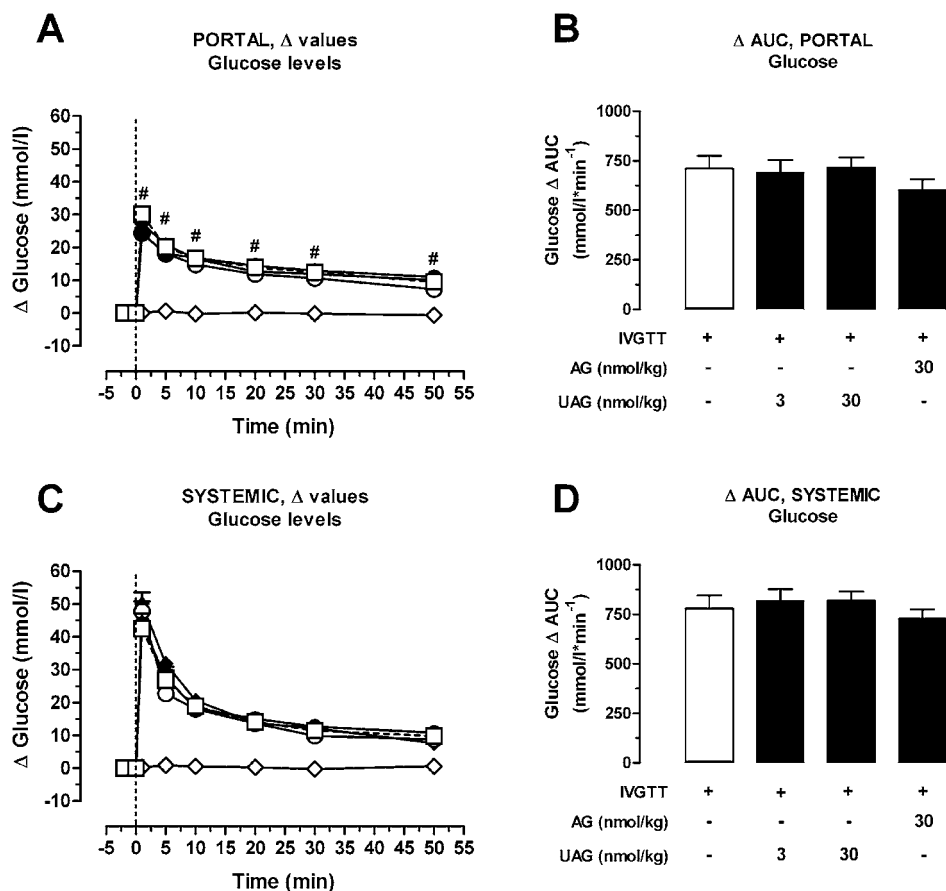 A
PORTAL, Δ values
Glucose levels
Δ Glucose (mmol/l)
60
50
40
30
20
10
0
-10
# # # # # #
-5 0 5 10 15 20 25 30 35 40 45 50 55
Time (min)
B
Δ AUC, PORTAL
Glucose
Glucose Δ AUC
(mmol/l*min⁻¹)
1000
750
500
250
0
IVGTT + + + +
AG (nmol/kg) - - - 30
UAG (nmol/kg) - 3 30 -
C
SYSTEMIC, Δ values
Glucose levels
Δ Glucose (mmol/l)
60
50
40
30
20
10
0
-10
-5 0 5 10 15 20 25 30 35 40 45 50 55
Time (min)
D
Δ AUC, SYSTEMIC
Glucose
Glucose Δ AUC
(mmol/l*min⁻¹)
1000
750
500
250
0
IVGTT + + + +
AG (nmol/kg) - - - 30
UAG (nmol/kg) - 3 30 -